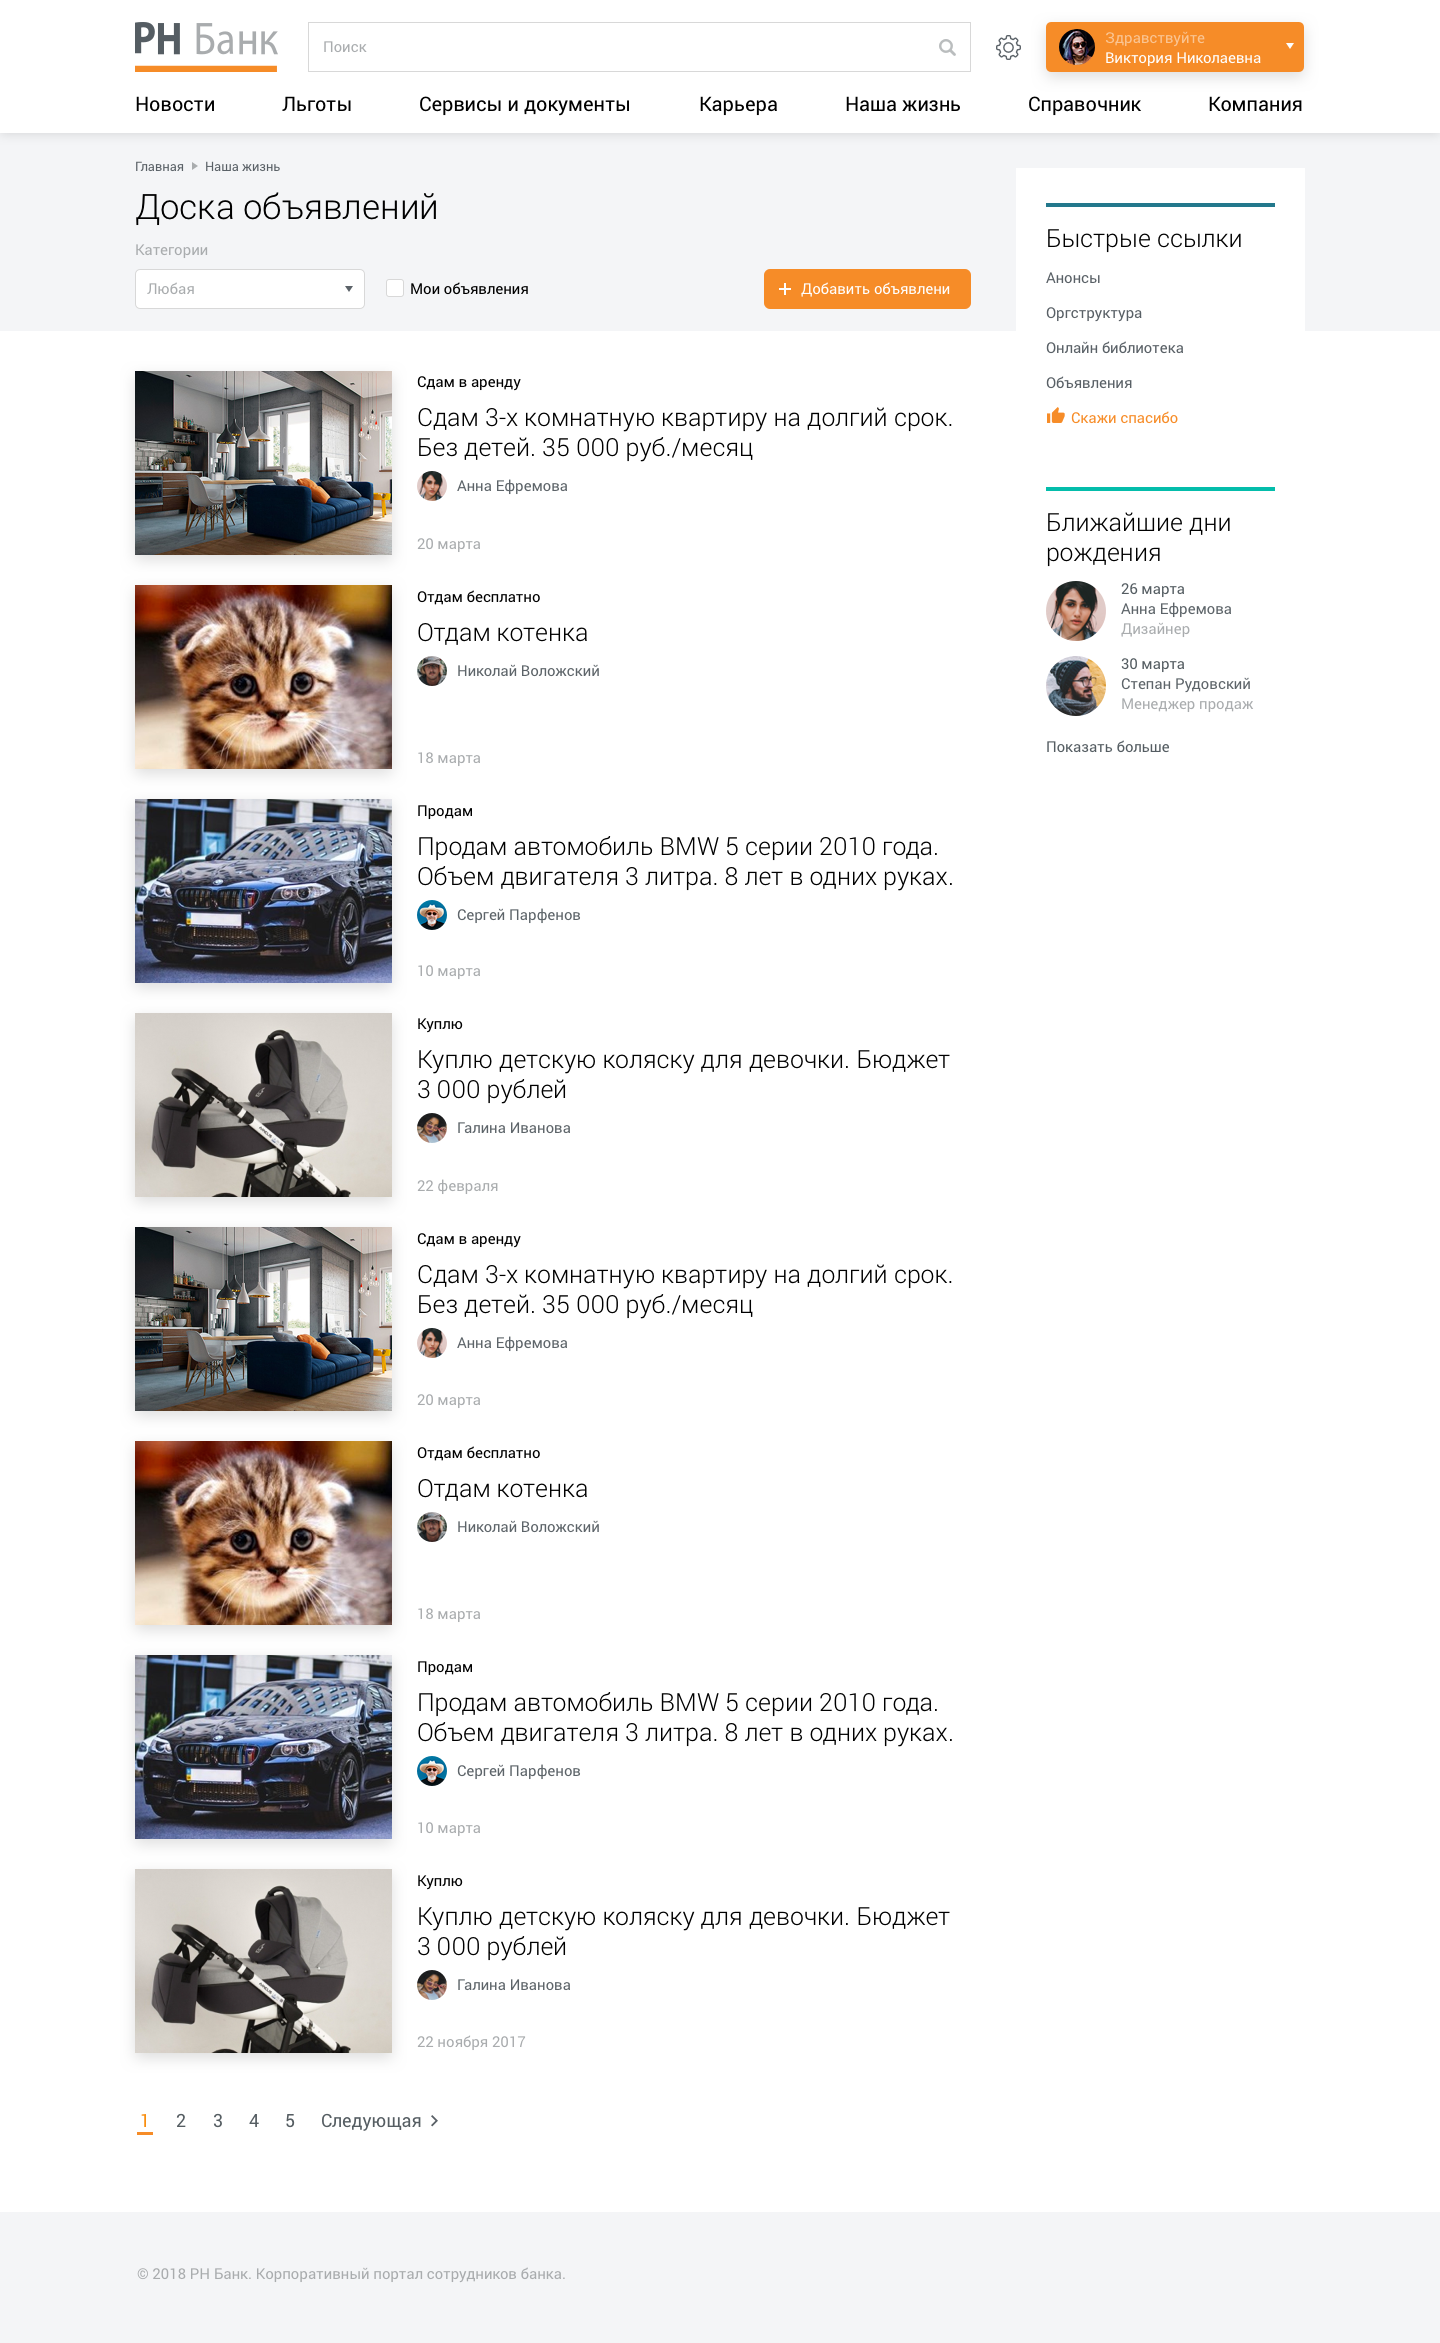 РН Банк
Поиск
Здравствуйте
Виктория Николаевна
Новости
Льготы
Сервисы и документы
Карьера
Наша жизнь
Справочник
Компания
Главная
Наша жизнь
Доска объявлений
Категории
Любая
Мои объявления
Добавить объявлени
Сдам в аренду
Сдам 3-х комнатную квартиру на долгий срок.
Без детей. 35 000 руб./месяц
Анна Ефремова
20 марта
Отдам бесплатно
Отдам котенка
Николай Воложский
18 марта
Продам
Продам автомобиль BMW 5 серии 2010 года.
Объем двигателя 3 литра. 8 лет в одних руках.
Сергей Парфенов
10 марта
Куплю
Куплю детскую коляску для девочки. Бюджет
3 000 рублей
Галина Иванова
22 февраля
Сдам в аренду
Сдам 3-х комнатную квартиру на долгий срок.
Без детей. 35 000 руб./месяц
Анна Ефремова
20 марта
Отдам бесплатно
Отдам котенка
Николай Воложский
18 марта
Продам
Продам автомобиль BMW 5 серии 2010 года.
Объем двигателя 3 литра. 8 лет в одних руках.
Сергей Парфенов
10 марта
Куплю
Куплю детскую коляску для девочки. Бюджет
3 000 рублей
Галина Иванова
22 ноября 2017
1 2 3 4 5 Следующая
Быстрые ссылки
Анонсы
Оргструктура
Онлайн библиотека
Объявления
Скажи спасибо
Ближайшие дни
рождения
26 марта
Анна Ефремова
Дизайнер
30 марта
Степан Рудовский
Менеджер продаж
Показать больше
© 2018 РН Банк. Корпоративный портал сотрудников банка.